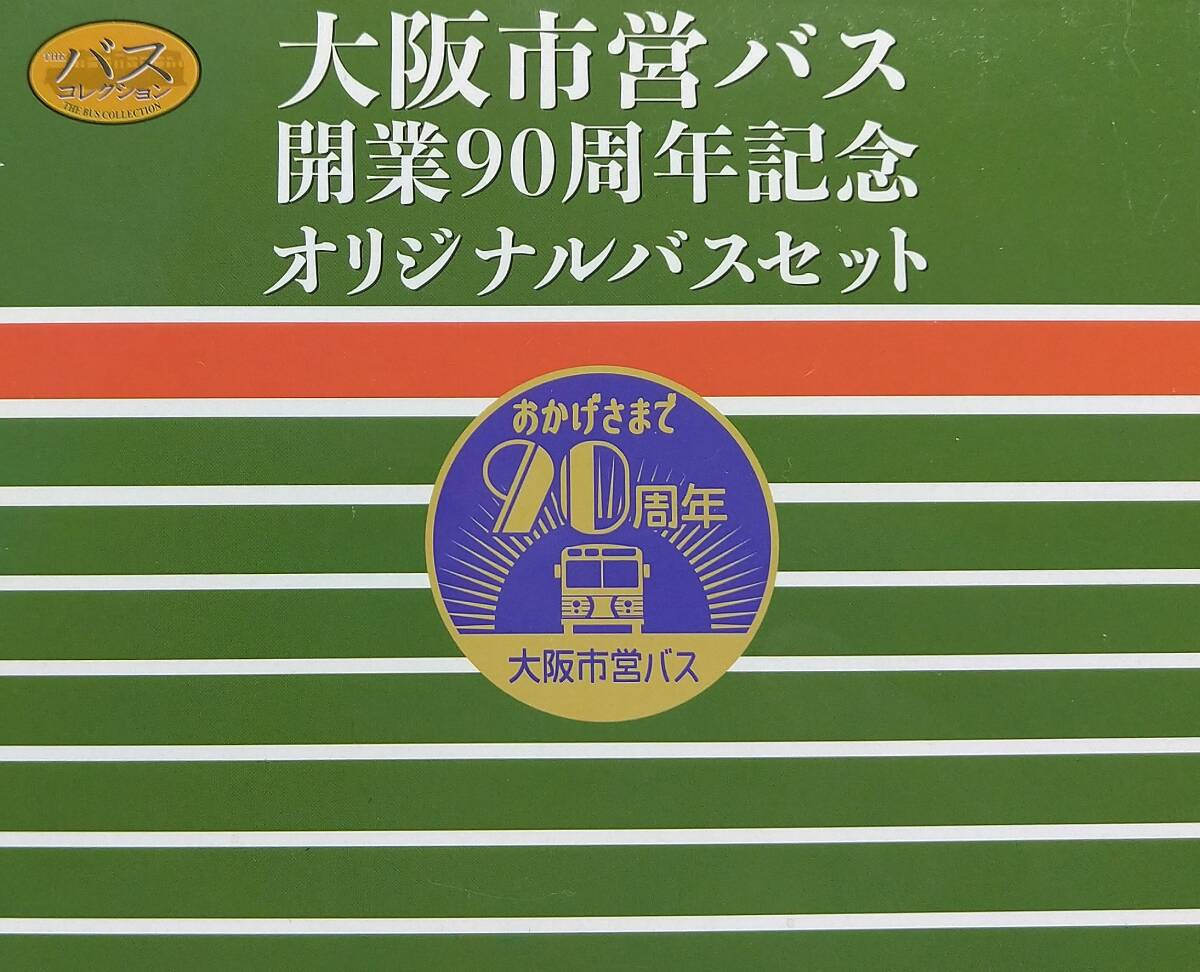 THE
バス
コレクション
THE BUS COLLECTION
大阪市営バス
開業90周年記念
オリジナルバスセット
おかげさまで
90周年
大阪市営バス